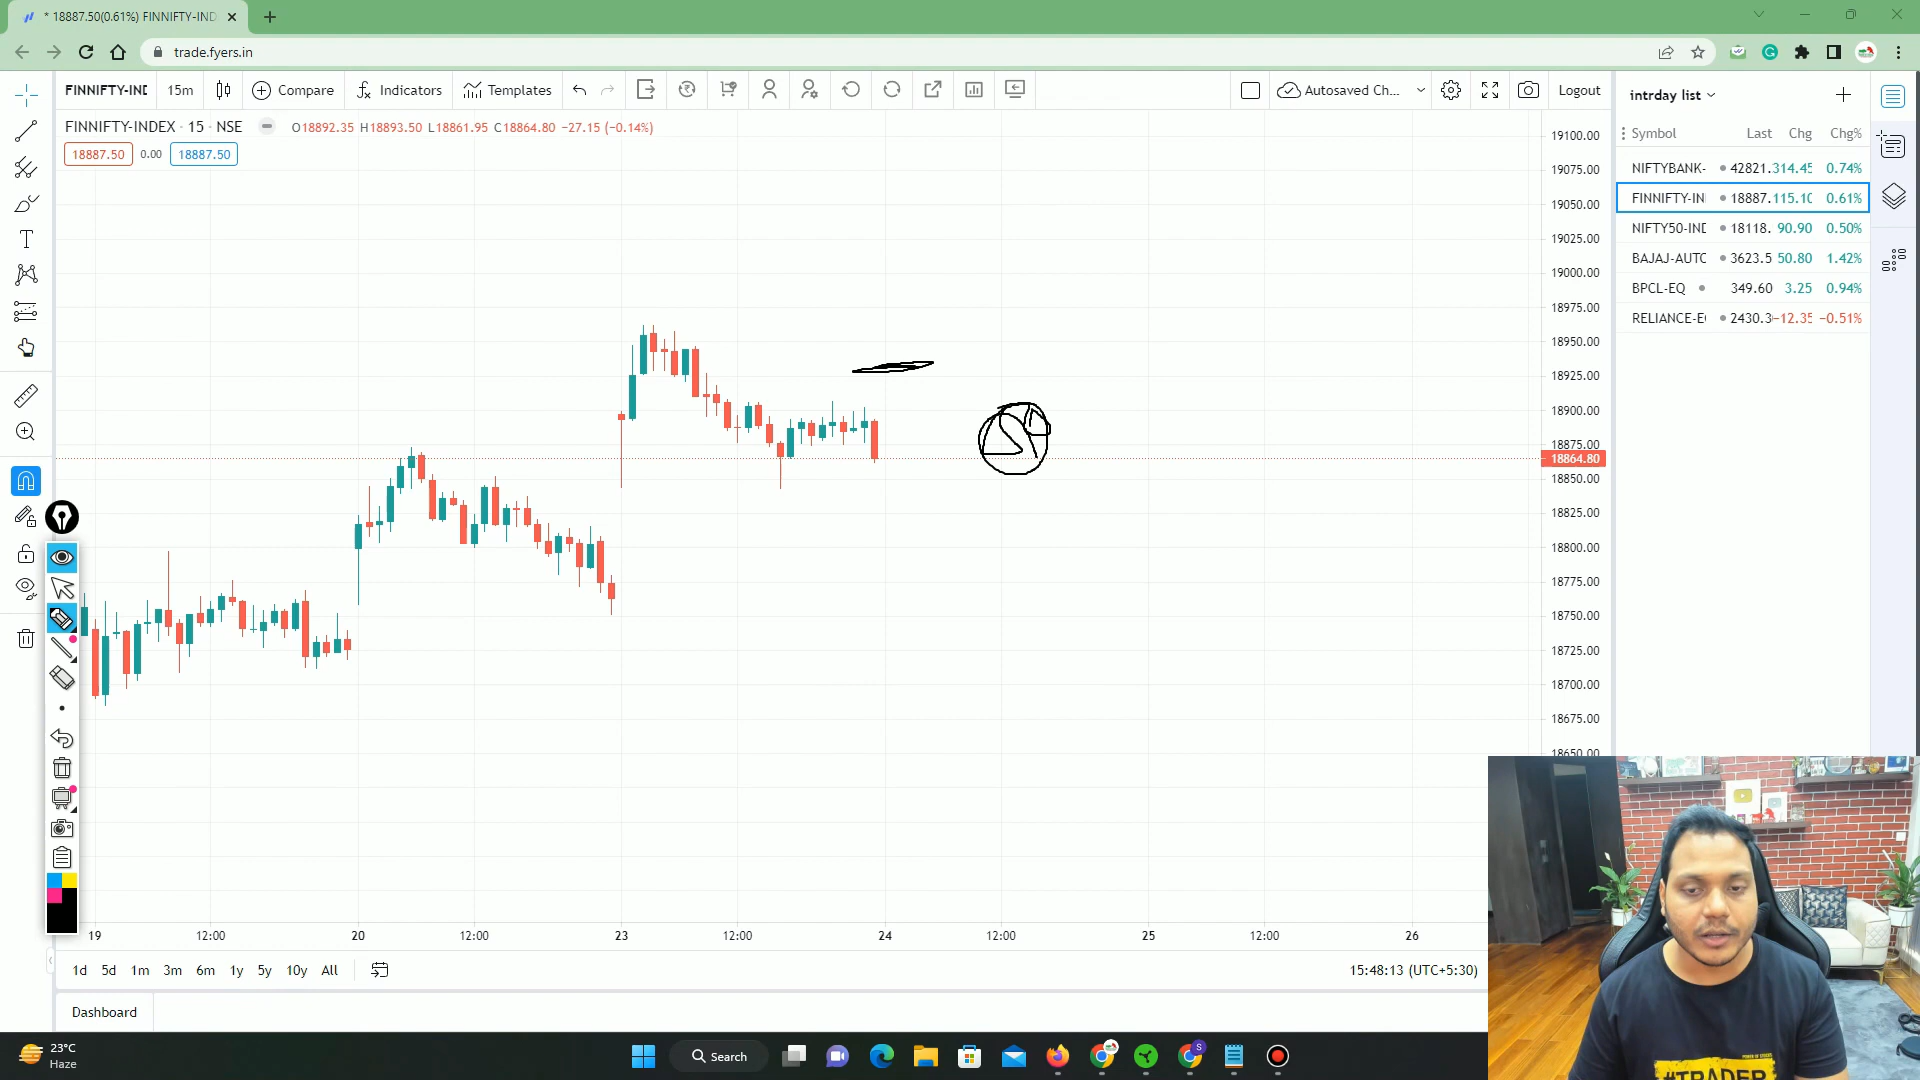 * 18887.50(0.61%) FINNIFTY-IND
trade.fyers.in
FINNIFTY-IND 15m Compare Indicators Templates Autosaved Ch... Logout
FINNIFTY-INDEX · 15 · NSE O18892.35 H18893.50 L18861.95 C18864.80 −27.15 (−0.14%)
18887.50 0.00 18887.50
intrday list
Symbol Last Chg Chg%
NIFTYBANK- 42821. 314.45 0.74%
FINNIFTY-IN 18887. 115.10 0.61%
NIFTY50-IND 18118. 90.90 0.50%
BAJAJ-AUTO 3623.5 50.80 1.42%
BPCL-EQ 349.60 3.25 0.94%
RELIANCE-E 2430.3 −12.35 −0.51%
19100.00
19075.00
19050.00
19025.00
19000.00
18975.00
18950.00
18925.00
18900.00
18875.00
18864.80
18850.00
18825.00
18800.00
18775.00
18750.00
18725.00
18700.00
18675.00
18650.00
19 12:00 20 12:00 23 12:00 24 12:00 25 12:00 26
1d 5d 1m 3m 6m 1y 5y 10y All
15:48:13 (UTC+5:30)
Dashboard
23°C
Haze
Search
#TRADER